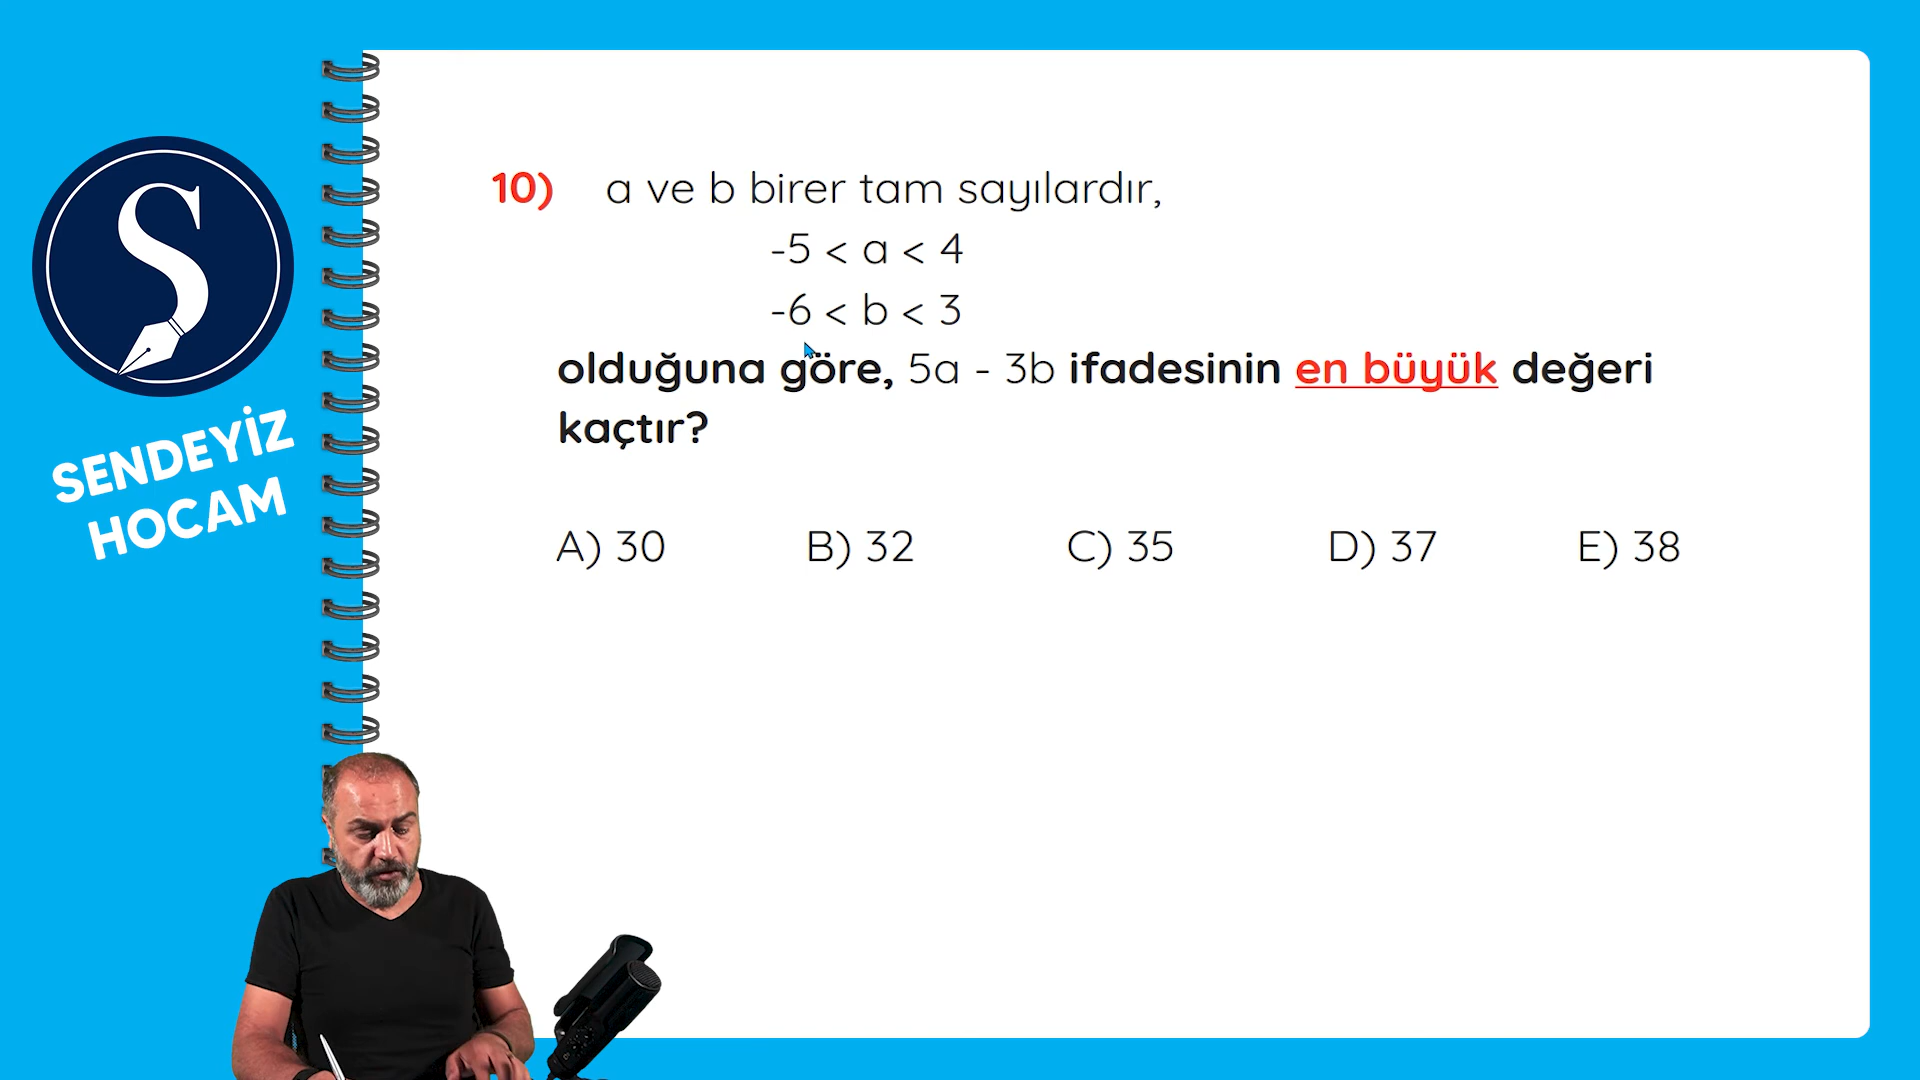 SENDEYİZ
HOCAM
10) a ve b birer tam sayılardır,
-5 < a < 4
-6 < b < 3
olduğuna göre, 5a - 3b ifadesinin en büyük değeri
kaçtır?
A) 30 B) 32 C) 35 D) 37 E) 38